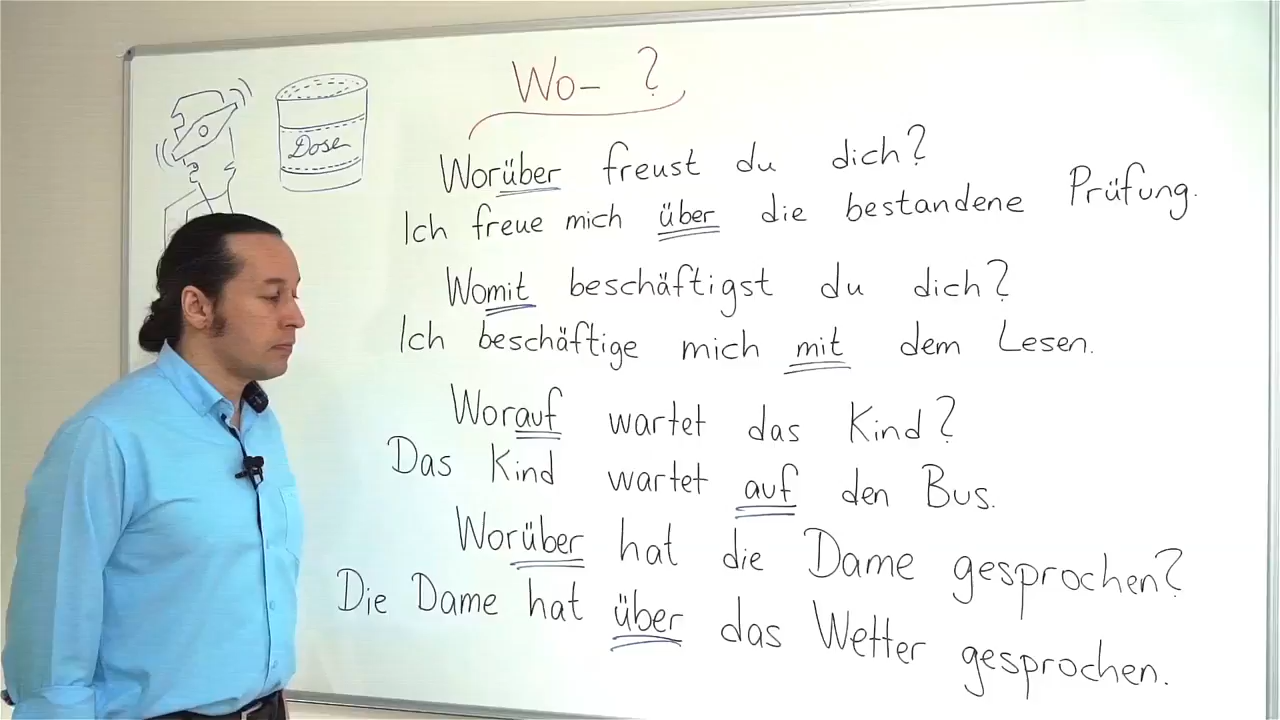 Wo- ?
Dose
Worüber freust du dich?
Ich freue mich über die bestandene Prüfung.
Womit beschäftigst du dich?
Ich beschäftige mich mit dem Lesen.
Worauf wartet das Kind?
Das Kind wartet auf den Bus.
Worüber hat die Dame gesprochen?
Die Dame hat über das Wetter gesprochen.